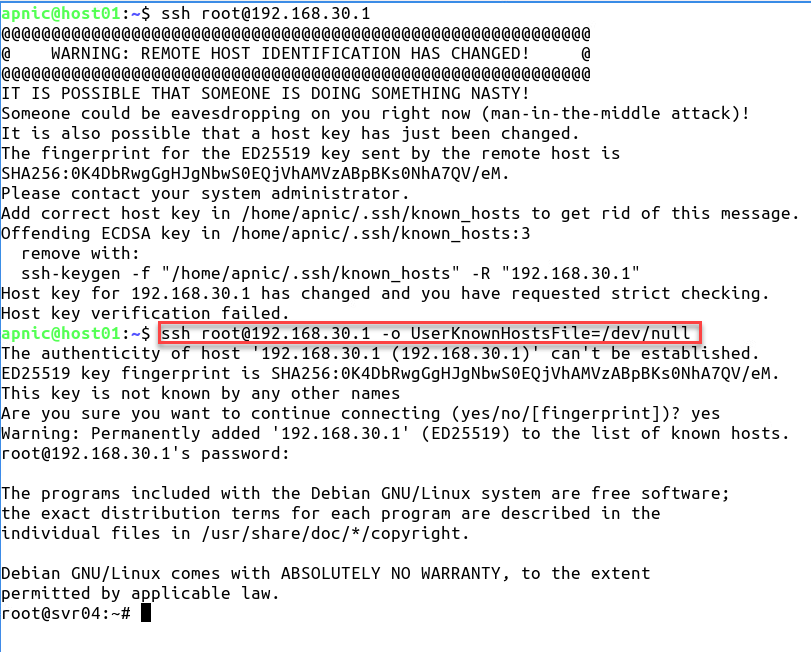 apnic@host01:~$ ssh root@192.168.30.1
@@@@@@@@@@@@@@@@@@@@@@@@@@@@@@@@@@@@@@@@@@@@@@@@@@@@@@@@@@@
@    WARNING: REMOTE HOST IDENTIFICATION HAS CHANGED!     @
@@@@@@@@@@@@@@@@@@@@@@@@@@@@@@@@@@@@@@@@@@@@@@@@@@@@@@@@@@@
IT IS POSSIBLE THAT SOMEONE IS DOING SOMETHING NASTY!
Someone could be eavesdropping on you right now (man-in-the-middle attack)!
It is also possible that a host key has just been changed.
The fingerprint for the ED25519 key sent by the remote host is
SHA256:0K4DbRwgGgHJgNbwS0EQjVhAMVzABpBKs0NhA7QV/eM.
Please contact your system administrator.
Add correct host key in /home/apnic/.ssh/known_hosts to get rid of this message.
Offending ECDSA key in /home/apnic/.ssh/known_hosts:3
  remove with:
  ssh-keygen -f "/home/apnic/.ssh/known_hosts" -R "192.168.30.1"
Host key for 192.168.30.1 has changed and you have requested strict checking.
Host key verification failed.
apnic@host01:~$ ssh root@192.168.30.1 -o UserKnownHostsFile=/dev/null
The authenticity of host '192.168.30.1 (192.168.30.1)' can't be established.
ED25519 key fingerprint is SHA256:0K4DbRwgGgHJgNbwS0EQjVhAMVzABpBKs0NhA7QV/eM.
This key is not known by any other names
Are you sure you want to continue connecting (yes/no/[fingerprint])? yes
Warning: Permanently added '192.168.30.1' (ED25519) to the list of known hosts.
root@192.168.30.1's password:

The programs included with the Debian GNU/Linux system are free software;
the exact distribution terms for each program are described in the
individual files in /usr/share/doc/*/copyright.

Debian GNU/Linux comes with ABSOLUTELY NO WARRANTY, to the extent
permitted by applicable law.
root@svr04:~#